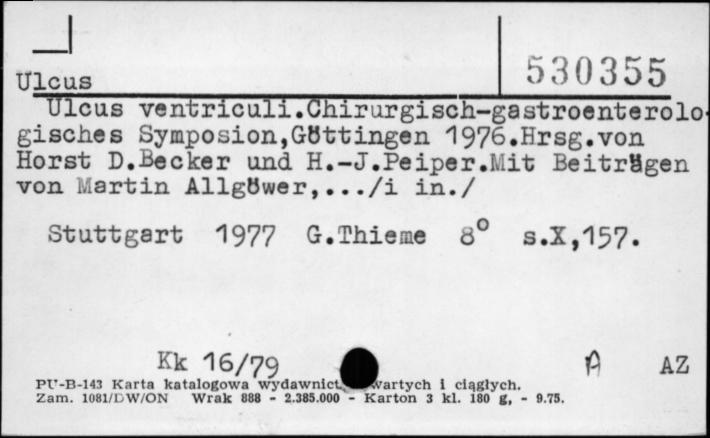 530355
Ulcus
Ulcus ventriculi.Chirurgisch-gastroenterolo-
gisches Symposion,Göttingen 1976.Hrsg.von
Horst D.Becker und H.-J.Peiper.Mit Beiträgen
von Martin Allgöwer,.../i in./
Stuttgart 1977 G.Thieme 8° s.X,157.
Kk 16/79 A AZ
PU-B-143 Karta katalogowa wydawnict wartych i ciągłych.
Zam. 1081/DW/ON Wrak 888 - 2.385.000 - Karton 3 kl. 180 g, - 9.75.